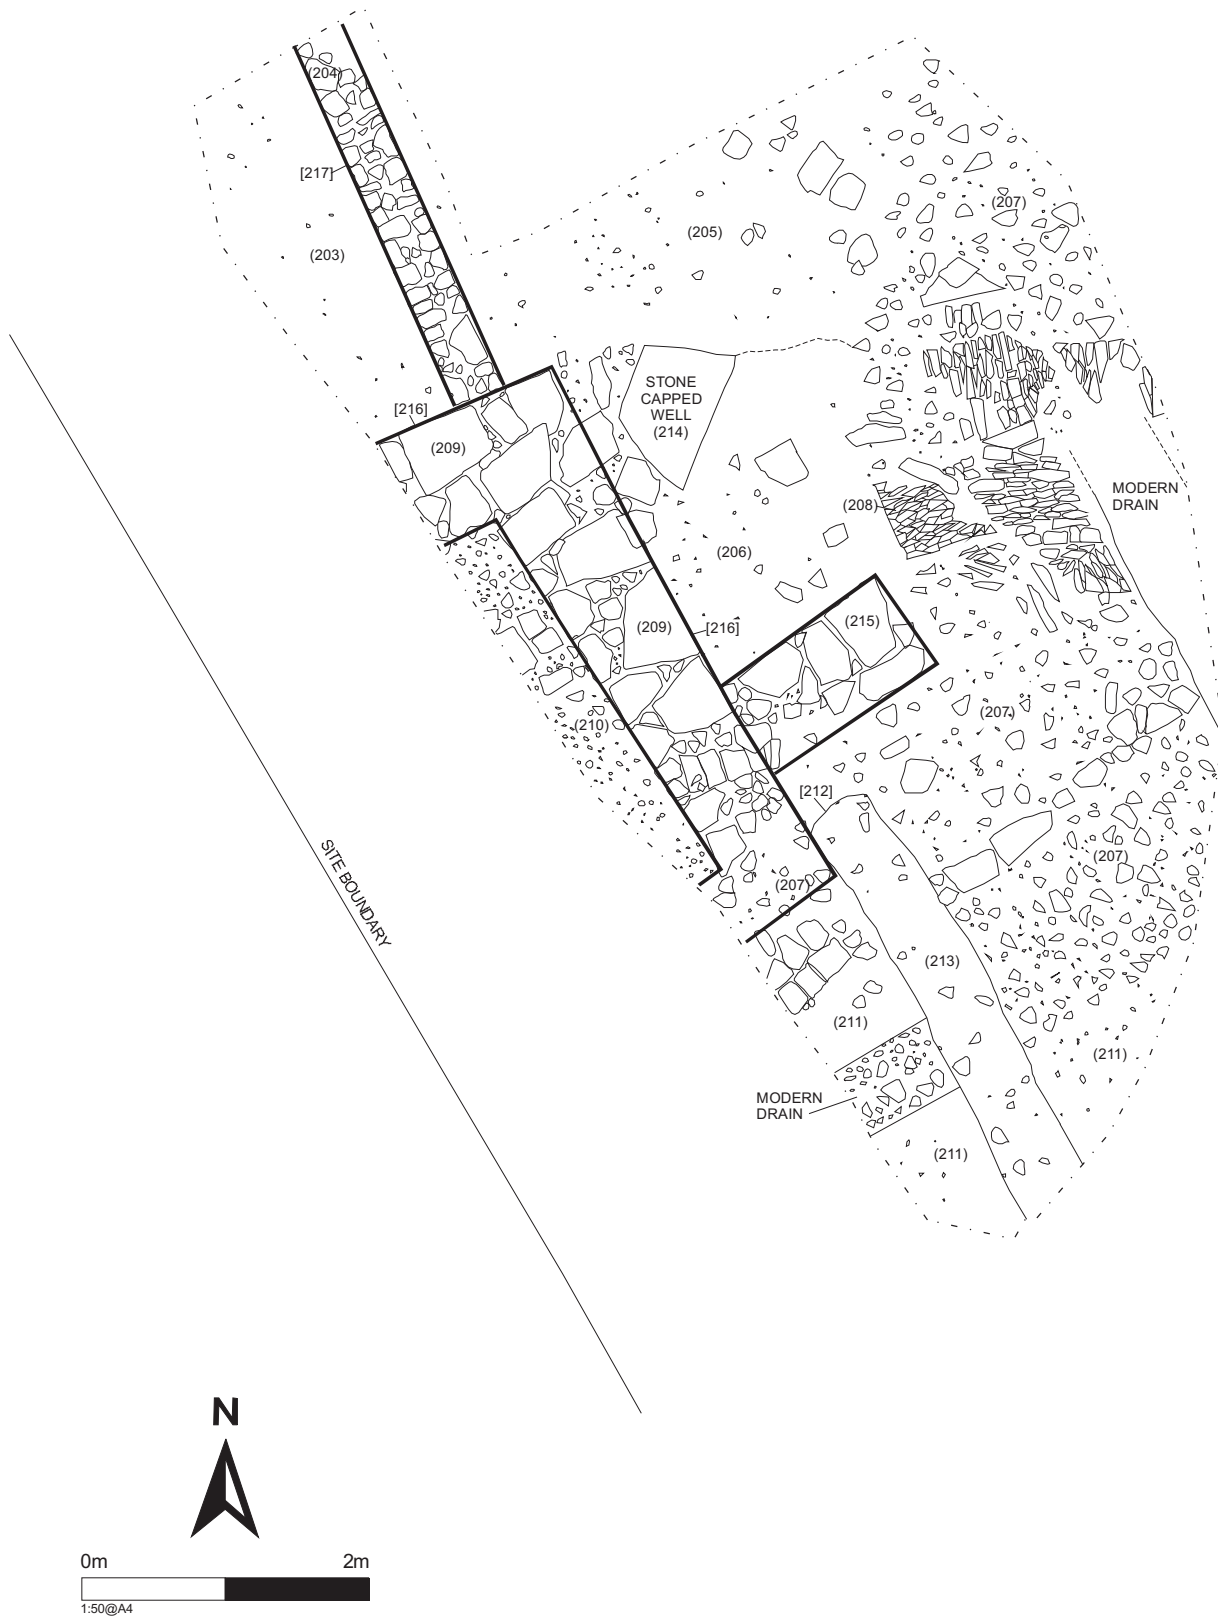 (204)
[217]
(203)
(205)
(207)
STONE
CAPPED
WELL
(214)
[216]
(209)
MODERN
DRAIN
(208)
(206)
(215)
(209)
[216]
(210)
(207)
[212]
(207)
(207)
SITE BOUNDARY
(213)
(211)
(211)
MODERN
DRAIN
(211)
N
0m 2m
1:50@A4